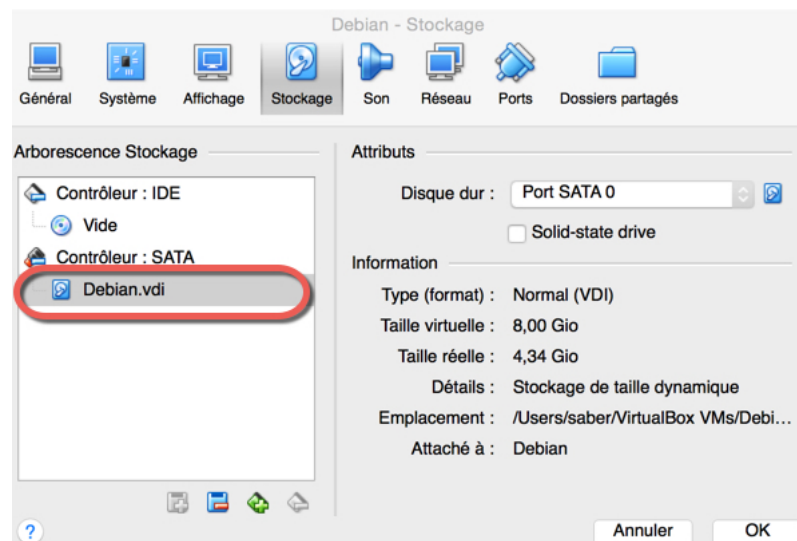 Debian - Stockage
Général Système Affichage Stockage Son Réseau Ports Dossiers partagés
Arborescence Stockage
Contrôleur : IDE
Vide
Contrôleur : SATA
Debian.vdi
Attributs
Disque dur : Port SATA 0
Solid-state drive
Information
Type (format) : Normal (VDI)
Taille virtuelle : 8,00 Gio
Taille réelle : 4,34 Gio
Détails : Stockage de taille dynamique
Emplacement : /Users/saber/VirtualBox VMs/Debi...
Attaché à : Debian
?
Annuler OK